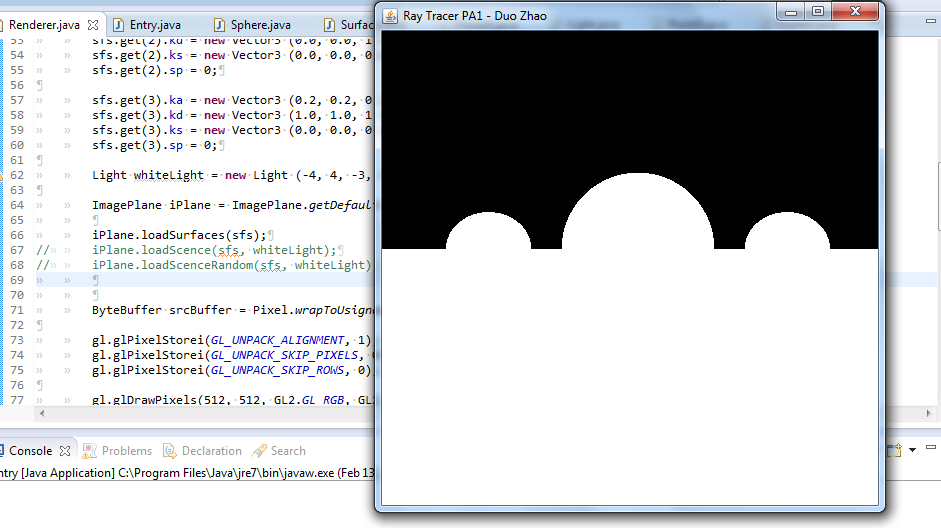 Renderer.java
Entry.java
Sphere.java
Surfac
Ray Tracer PA1 - Duo Zhao
53 sfs.get(2).kd = new Vector3 (0.0, 0.0, 1
54 sfs.get(2).ks = new Vector3 (0.0, 0.0, 0
55 sfs.get(2).sp = 0;¶
56 ¶
57 sfs.get(3).ka = new Vector3 (0.2, 0.2, 0
58 sfs.get(3).kd = new Vector3 (1.0, 1.0, 1
59 sfs.get(3).ks = new Vector3 (0.0, 0.0, 0
60 sfs.get(3).sp = 0;¶
61 ¶
62 Light whiteLight = new Light (-4, 4, -3,
63 ¶
64 ImagePlane iPlane = ImagePlane.getDefaul
65 ¶
66 iPlane.loadSurfaces(sfs);¶
67 // iPlane.loadScence(sfs, whiteLight);¶
68 // iPlane.loadScenceRandom(sfs, whiteLight)
69 ¶
70 ¶
71 ByteBuffer srcBuffer = Pixel.wrapToUsign
72 ¶
73 gl.glPixelStorei(GL_UNPACK_ALIGNMENT, 1)
74 gl.glPixelStorei(GL_UNPACK_SKIP_PIXELS,
75 gl.glPixelStorei(GL_UNPACK_SKIP_ROWS, 0)
76 ¶
77 gl.glDrawPixels(512, 512, GL2.GL_RGB, GL
Console
Problems
Declaration
Search
ntry [Java Application] C:\Program Files\Java\jre7\bin\javaw.exe (Feb 13